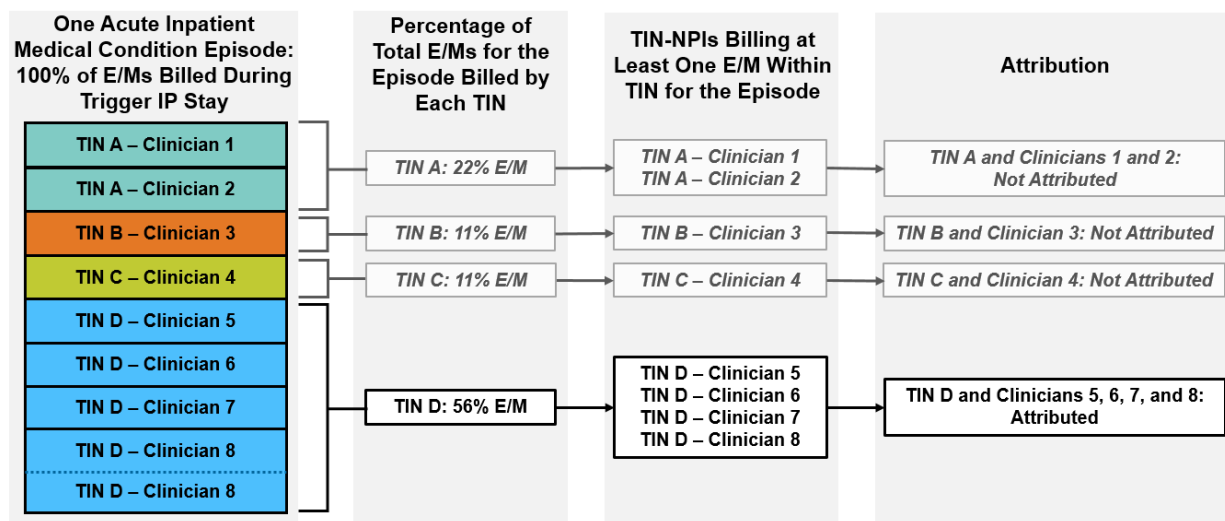 One Acute Inpatient
Medical Condition Episode:
100% of E/Ms Billed During
Trigger IP Stay
TIN A – Clinician 1
TIN A – Clinician 2
TIN B – Clinician 3
TIN C – Clinician 4
TIN D – Clinician 5
TIN D – Clinician 6
TIN D – Clinician 7
TIN D – Clinician 8
TIN D – Clinician 8
Percentage of
Total E/Ms for the
Episode Billed by
Each TIN
TIN A: 22% E/M
TIN B: 11% E/M
TIN C: 11% E/M
TIN D: 56% E/M
TIN-NPIs Billing at
Least One E/M Within
TIN for the Episode
TIN A – Clinician 1
TIN A – Clinician 2
TIN B – Clinician 3
TIN C – Clinician 4
TIN D – Clinician 5
TIN D – Clinician 6
TIN D – Clinician 7
TIN D – Clinician 8
Attribution
TIN A and Clinicians 1 and 2:
Not Attributed
TIN B and Clinician 3: Not Attributed
TIN C and Clinician 4: Not Attributed
TIN D and Clinicians 5, 6, 7, and 8:
Attributed